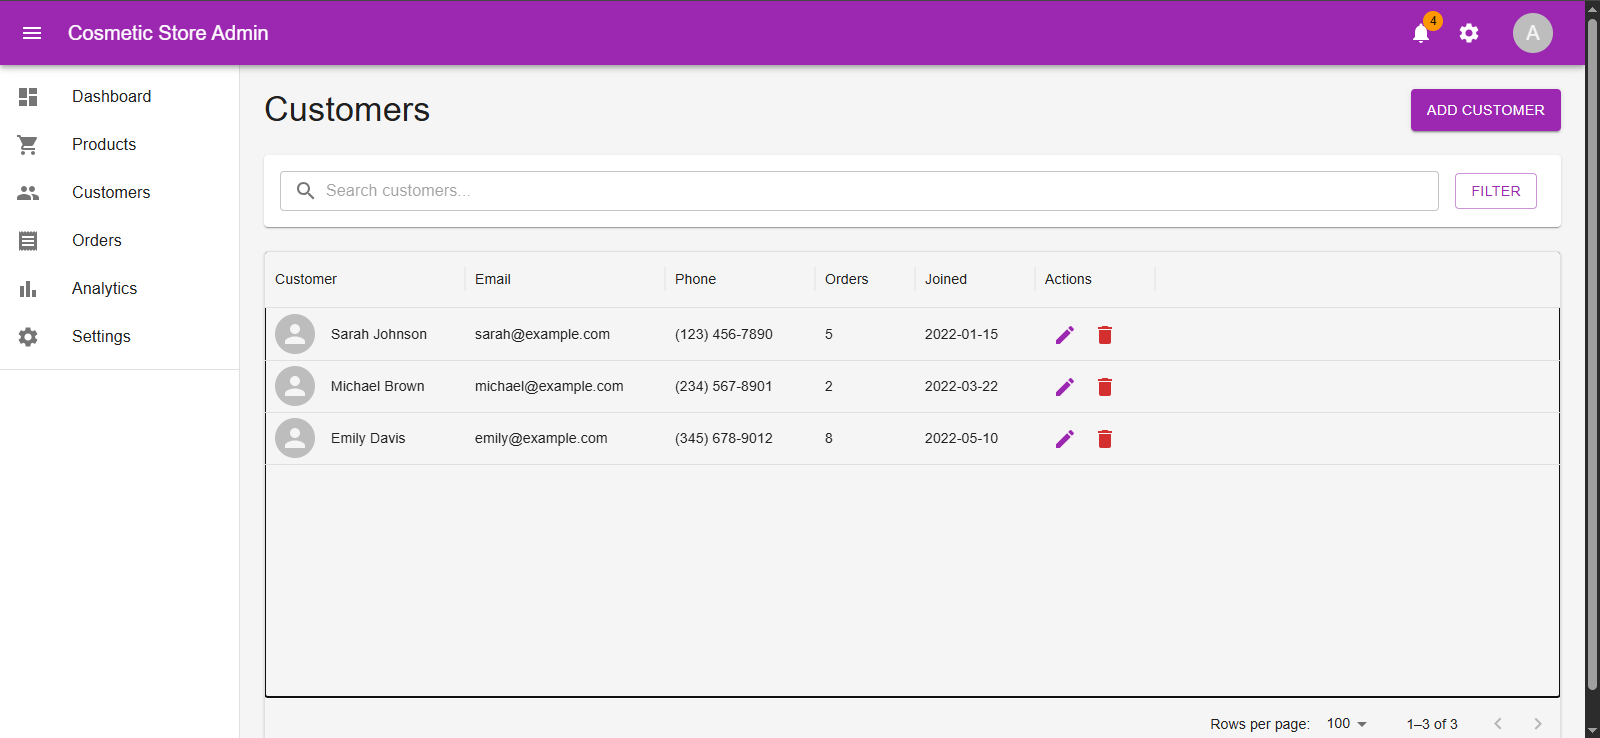 Cosmetic Store Admin
4
A
Dashboard
Products
Customers
Orders
Analytics
Settings
Customers
ADD CUSTOMER
Search customers...
FILTER
Customer Email Phone Orders Joined Actions
Sarah Johnson sarah@example.com (123) 456-7890 5 2022-01-15
Michael Brown michael@example.com (234) 567-8901 2 2022-03-22
Emily Davis emily@example.com (345) 678-9012 8 2022-05-10
Rows per page: 100 1–3 of 3